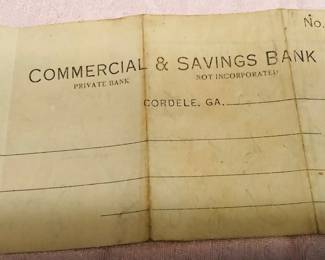 No.
COMMERCIAL & SAVINGS BANK
PRIVATE BANK NOT INCORPORATED
CORDELE, GA.